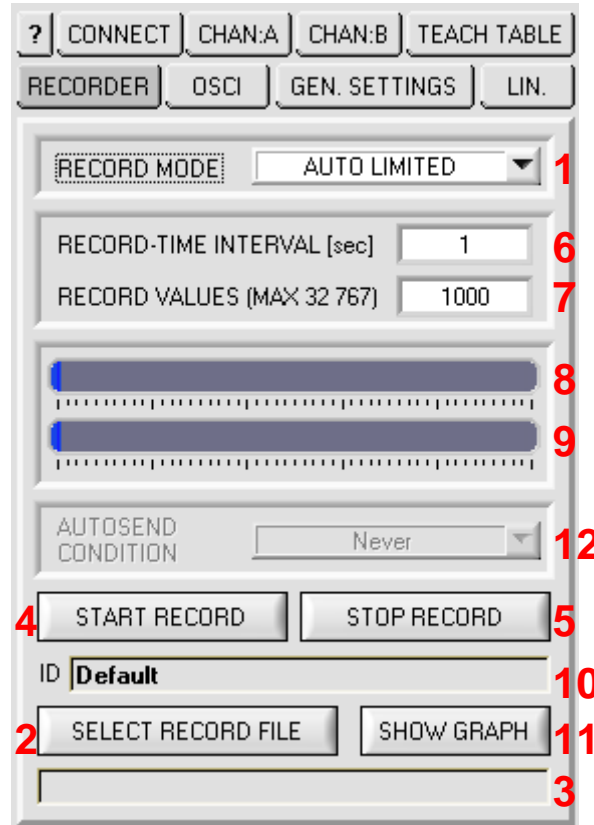 ? CONNECT CHAN:A CHAN:B TEACH TABLE
RECORDER OSCI GEN. SETTINGS LIN.
RECORD MODE AUTO LIMITED 1
RECORD-TIME INTERVAL [sec] 1 6
RECORD VALUES (MAX 32 767) 1000 7
8
9
AUTOSEND
CONDITION Never 12
4 START RECORD STOP RECORD 5
ID Default 10
2 SELECT RECORD FILE SHOW GRAPH 11
3